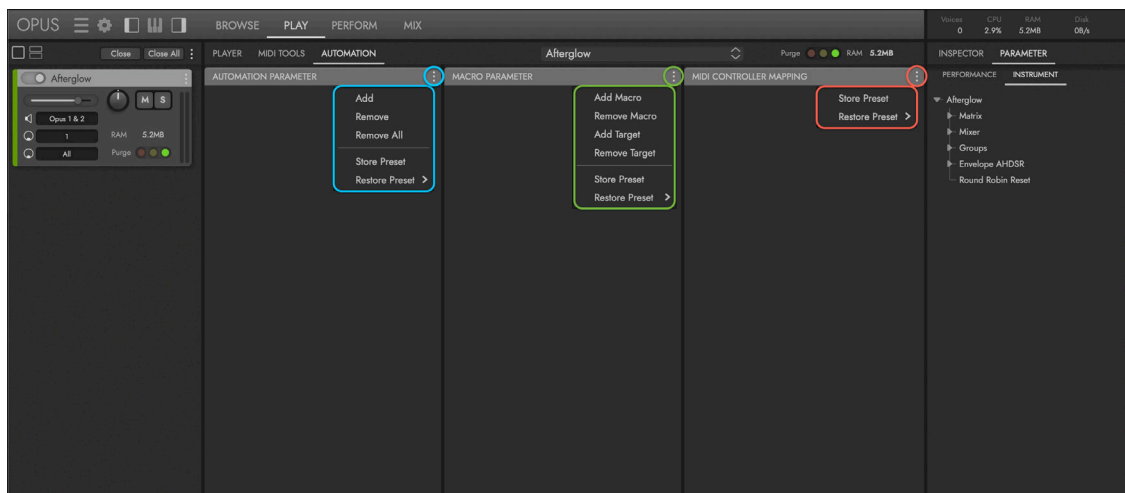 OPUS
BROWSE PLAY PERFORM MIX
Voices CPU RAM Disk
0 2.9% 5.2MB 0B/s
Close Close All
PLAYER MIDI TOOLS AUTOMATION
Afterglow
Purge RAM 5.2MB
INSPECTOR PARAMETER
Afterglow
M S
Opus 1 & 2
1 RAM 5.2MB
All Purge
AUTOMATION PARAMETER
Add
Remove
Remove All
Store Preset
Restore Preset
MACRO PARAMETER
Add Macro
Remove Macro
Add Target
Remove Target
Store Preset
Restore Preset
MIDI CONTROLLER MAPPING
Store Preset
Restore Preset
PERFORMANCE INSTRUMENT
Afterglow
Matrix
Mixer
Groups
Envelope AHDSR
Round Robin Reset